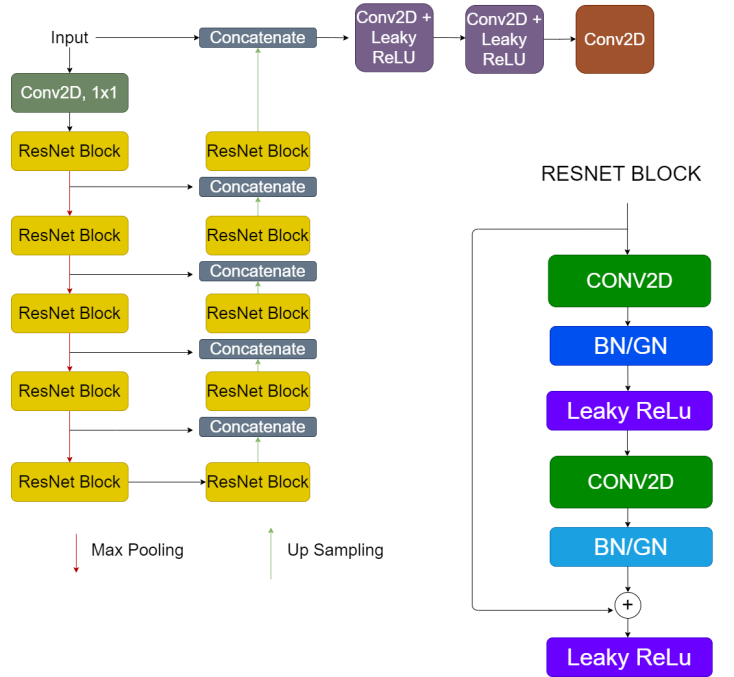 Input
Concatenate
Conv2D +
Leaky
ReLU
Conv2D +
Leaky
ReLU
Conv2D
Conv2D, 1x1
ResNet Block
ResNet Block
Concatenate
ResNet Block
ResNet Block
Concatenate
ResNet Block
ResNet Block
Concatenate
ResNet Block
ResNet Block
Concatenate
ResNet Block
ResNet Block
Max Pooling
Up Sampling
RESNET BLOCK
CONV2D
BN/GN
Leaky ReLu
CONV2D
BN/GN
+
Leaky ReLu